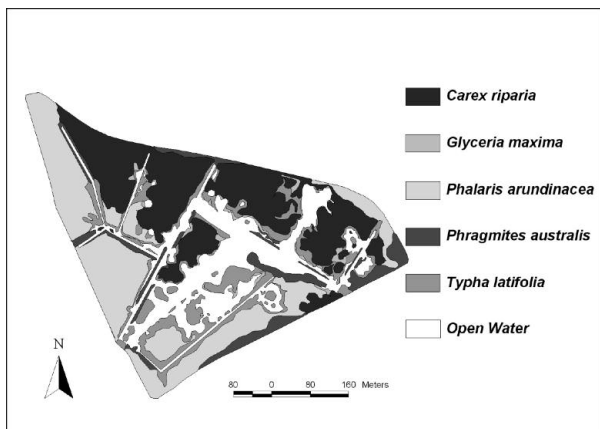 Carex riparia
Glyceria maxima
Phalaris arundinacea
Phragmites australis
Typha latifolia
Open Water
N
80 0 80 160 Meters